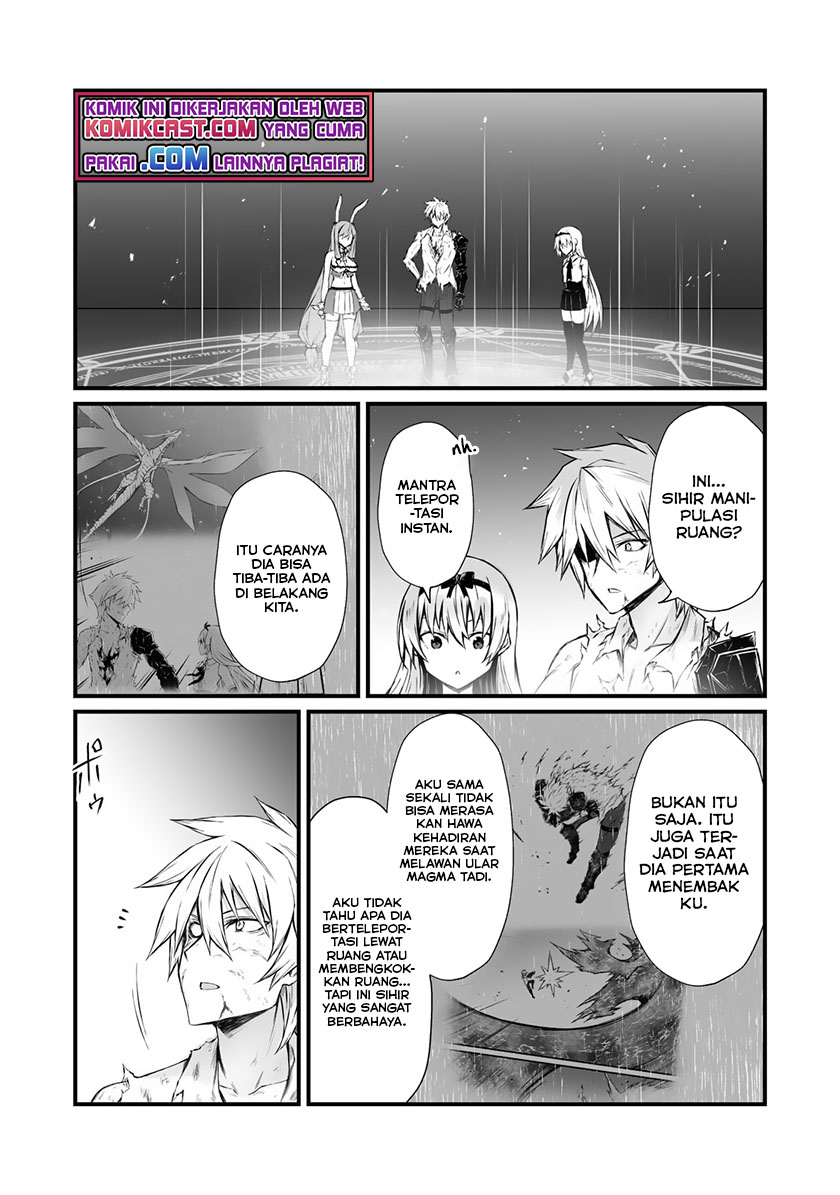 KOMIK INI DIKERJAKAN OLEH WEB
KOMIKCAST.COM YANG CUMA
PAKAI .COM LAINNYA PLAGIAT!
INI...
SIHIR MANI-
PULASI
RUANG?
nh.
MANTRA
TELEPOR
-TASI
INSTAN.
ITU CARANYA
DIA BISA
TIBA-TIBA ADA
DI BELAKANG
KITA.
BUKAN ITU
SAJA. ITU
JUGA TER-
JADI SAAT
DIA PERTAMA
MENEMBAK
KU.
AKU SAMA
SEKALI TIDAK
BISA MERASA
KAN HAWA
KEHADIRAN
MEREKA SAAT
MELAWAN ULAR
MAGMA TADI.
AKU TIDAK
TAHU APA DIA
BERTELEPOR-
TASI LEWAT
RUANG ATAU
MEMBENGKOK-
KAN RUANG...
TAPI INI SIHIR
YANG SANGAT
BERBAHAYA.
ポゥ